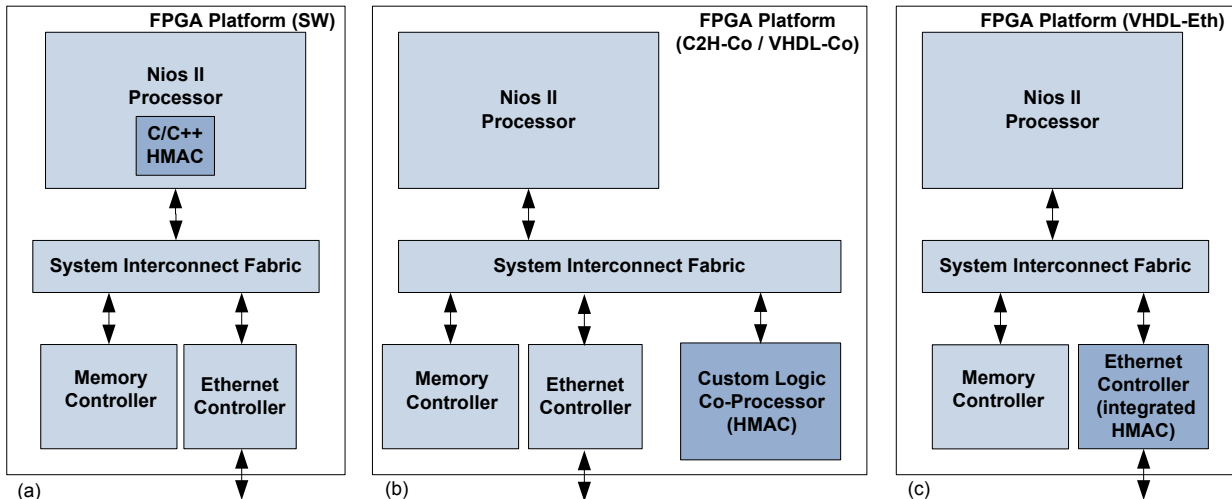 FPGA Platform (SW)
Nios II
Processor
C/C++
HMAC
System Interconnect Fabric
Memory
Controller
Ethernet
Controller
(a)
FPGA Platform
(C2H-Co / VHDL-Co)
Nios II
Processor
System Interconnect Fabric
Memory
Controller
Ethernet
Controller
Custom Logic
Co-Processor
(HMAC)
(b)
FPGA Platform (VHDL-Eth)
Nios II
Processor
System Interconnect Fabric
Memory
Controller
Ethernet
Controller
(integrated
HMAC)
(c)